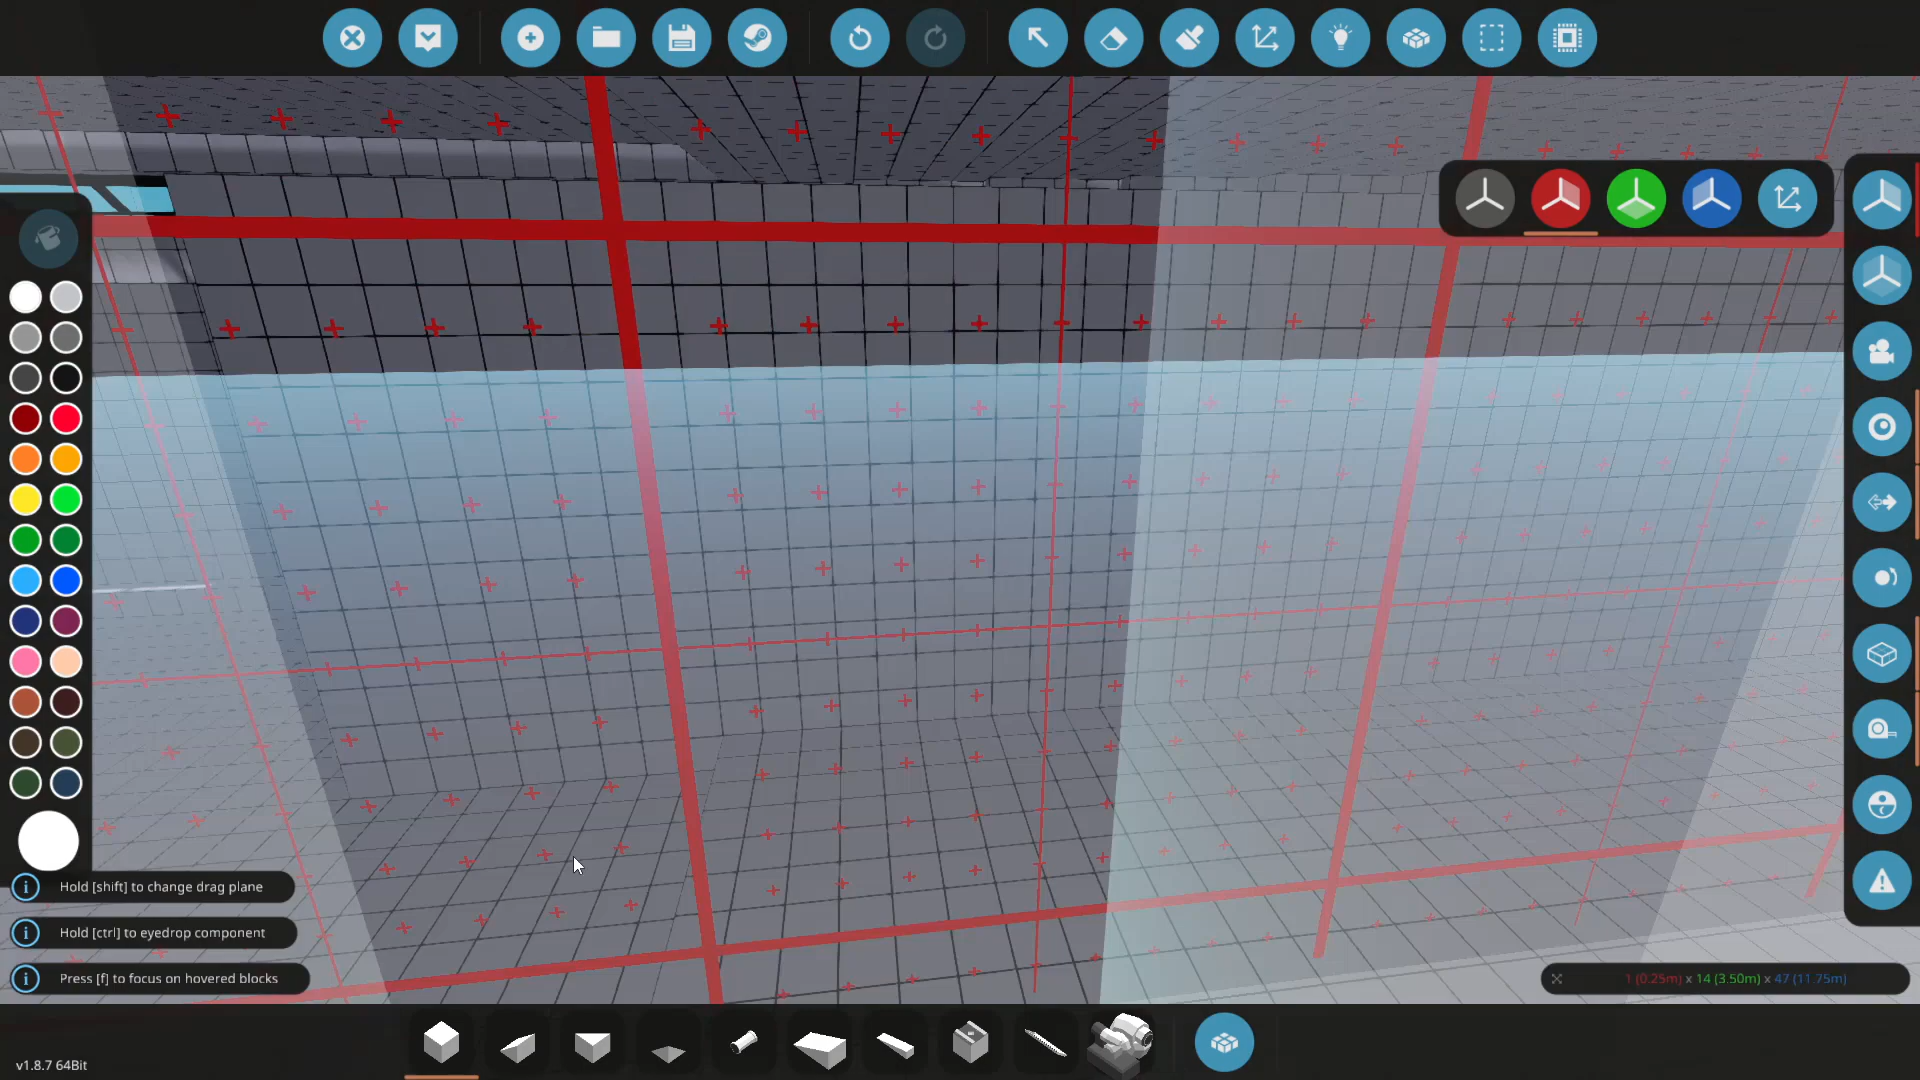 Hold [shift] to change drag plane
Hold [ctrl] to eyedrop component
Press [f] to focus on hovered blocks
1 (0.25m) x 14 (3.50m) x 47 (11.75m)
v1.8.7 64Bit